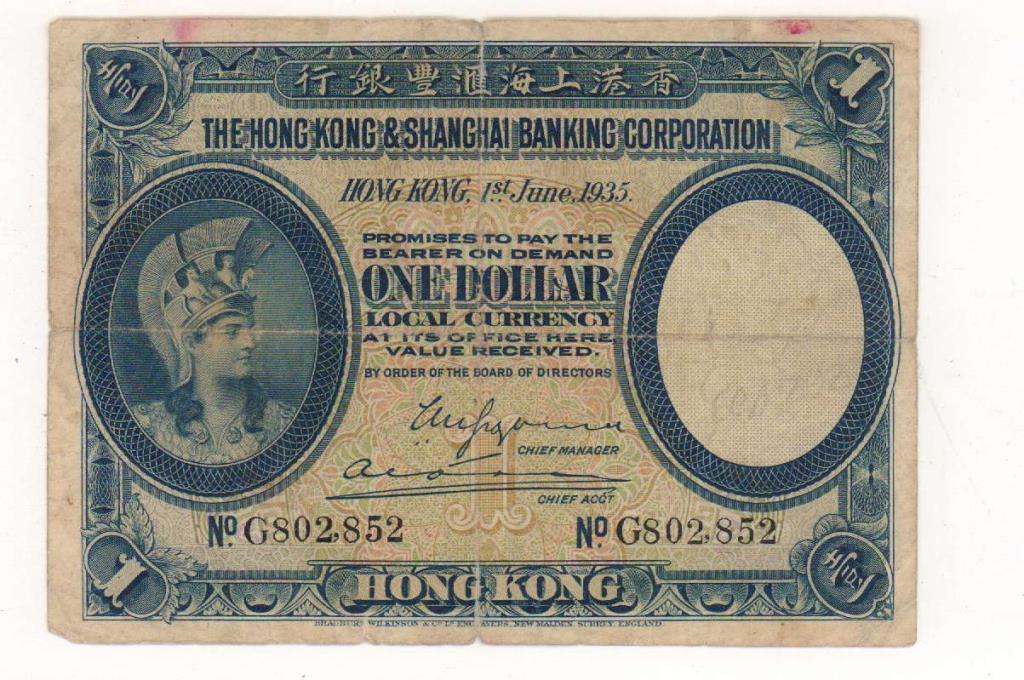 行銀豐滙海上港香
1
THE HONG KONG & SHANGHAI BANKING CORPORATION
HONG KONG, 1st. June, 1935.
PROMISES TO PAY THE
BEARER ON DEMAND
ONE DOLLAR
LOCAL CURRENCY
AT ITS OFFICE HERE
VALUE RECEIVED.
BY ORDER OF THE BOARD OF DIRECTORS
CHIEF MANAGER
CHIEF ACCT
No. G802,852 No. G802,852
1
1
HONG KONG
BRADBURY, WILKINSON & Co. Ld. ENGRAVERS, NEW MALDEN, SURREY, ENGLAND.